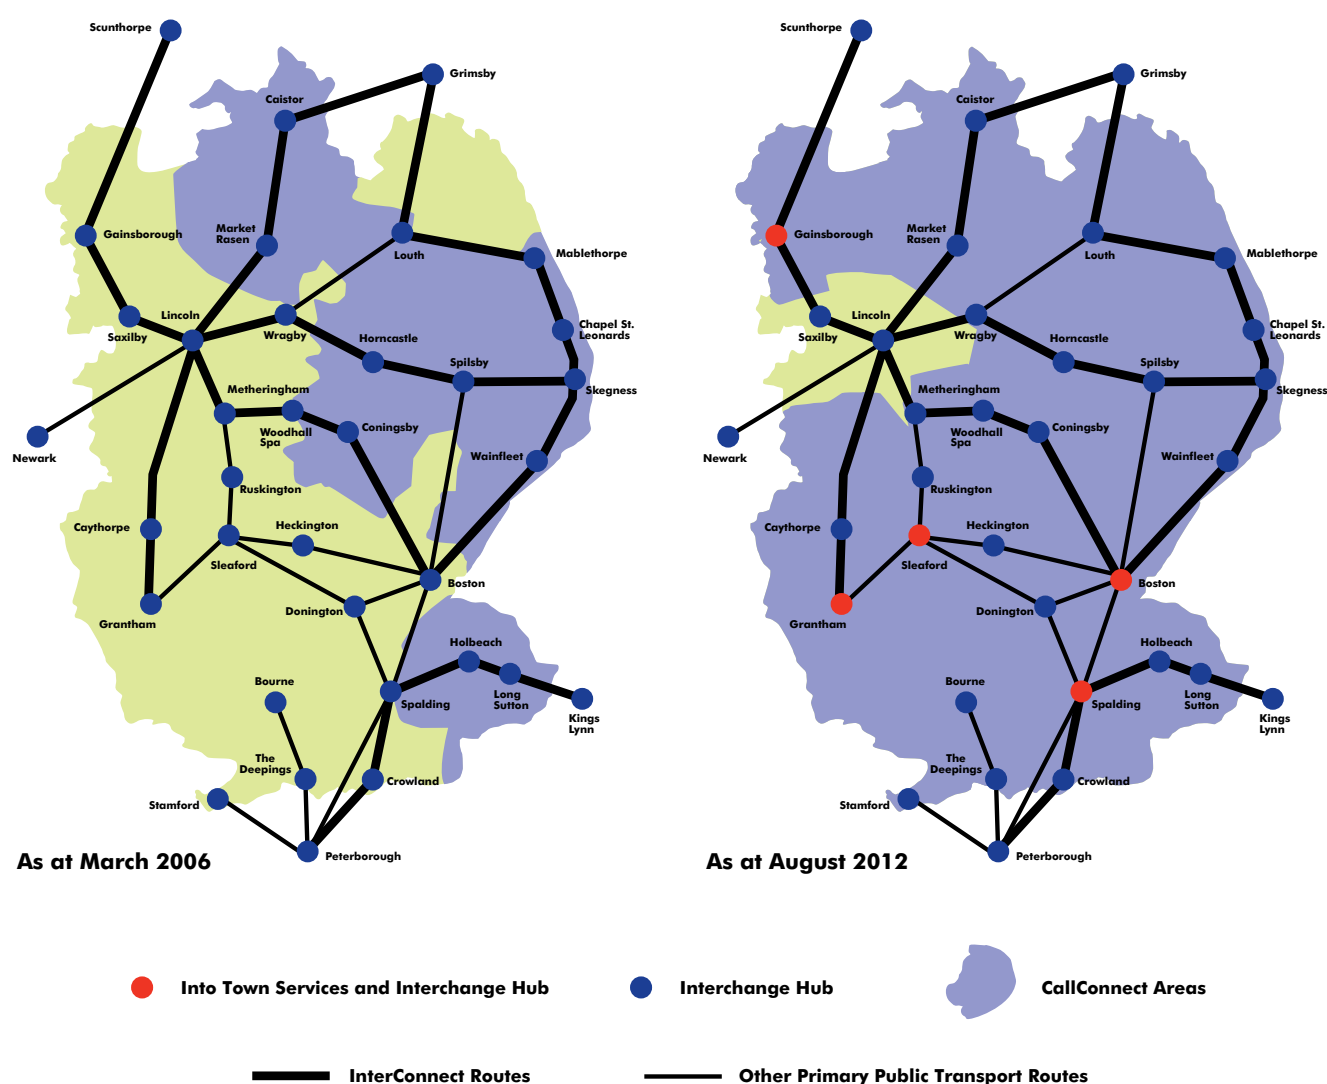 Scunthorpe
Grimsby
Caistor
Gainsborough
Market
Rasen
Louth
Mablethorpe
Lincoln
Saxilby
Wragby
Horncastle
Chapel St.
Leonards
Spilsby
Skegness
Metheringham
Woodhall
Spa
Coningsby
Newark
Wainfleet
Ruskington
Caythorpe
Heckington
Sleaford
Boston
Donington
Grantham
Holbeach
Bourne
Long
Sutton
Spalding
Kings
Lynn
The
Deepings
Crowland
Stamford
Peterborough
As at March 2006
Scunthorpe
Grimsby
Caistor
Gainsborough
Market
Rasen
Louth
Mablethorpe
Lincoln
Saxilby
Wragby
Horncastle
Chapel St.
Leonards
Spilsby
Skegness
Metheringham
Woodhall
Spa
Coningsby
Newark
Wainfleet
Ruskington
Caythorpe
Heckington
Sleaford
Boston
Donington
Grantham
Holbeach
Bourne
Long
Sutton
Spalding
Kings
Lynn
The
Deepings
Crowland
Stamford
Peterborough
As at August 2012
Into Town Services and Interchange Hub
Interchange Hub
CallConnect Areas
InterConnect Routes
Other Primary Public Transport Routes